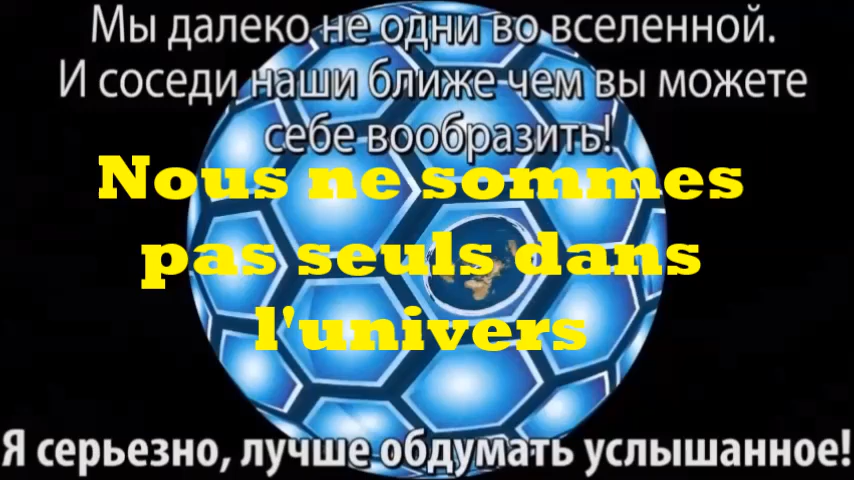 Мы далеко не одни во вселенной.
И соседи наши ближе чем вы можете
себе вообразить!
Nous ne sommes
pas seuls dans
l'univers
Я серьезно, лучше обдумать услышанное!